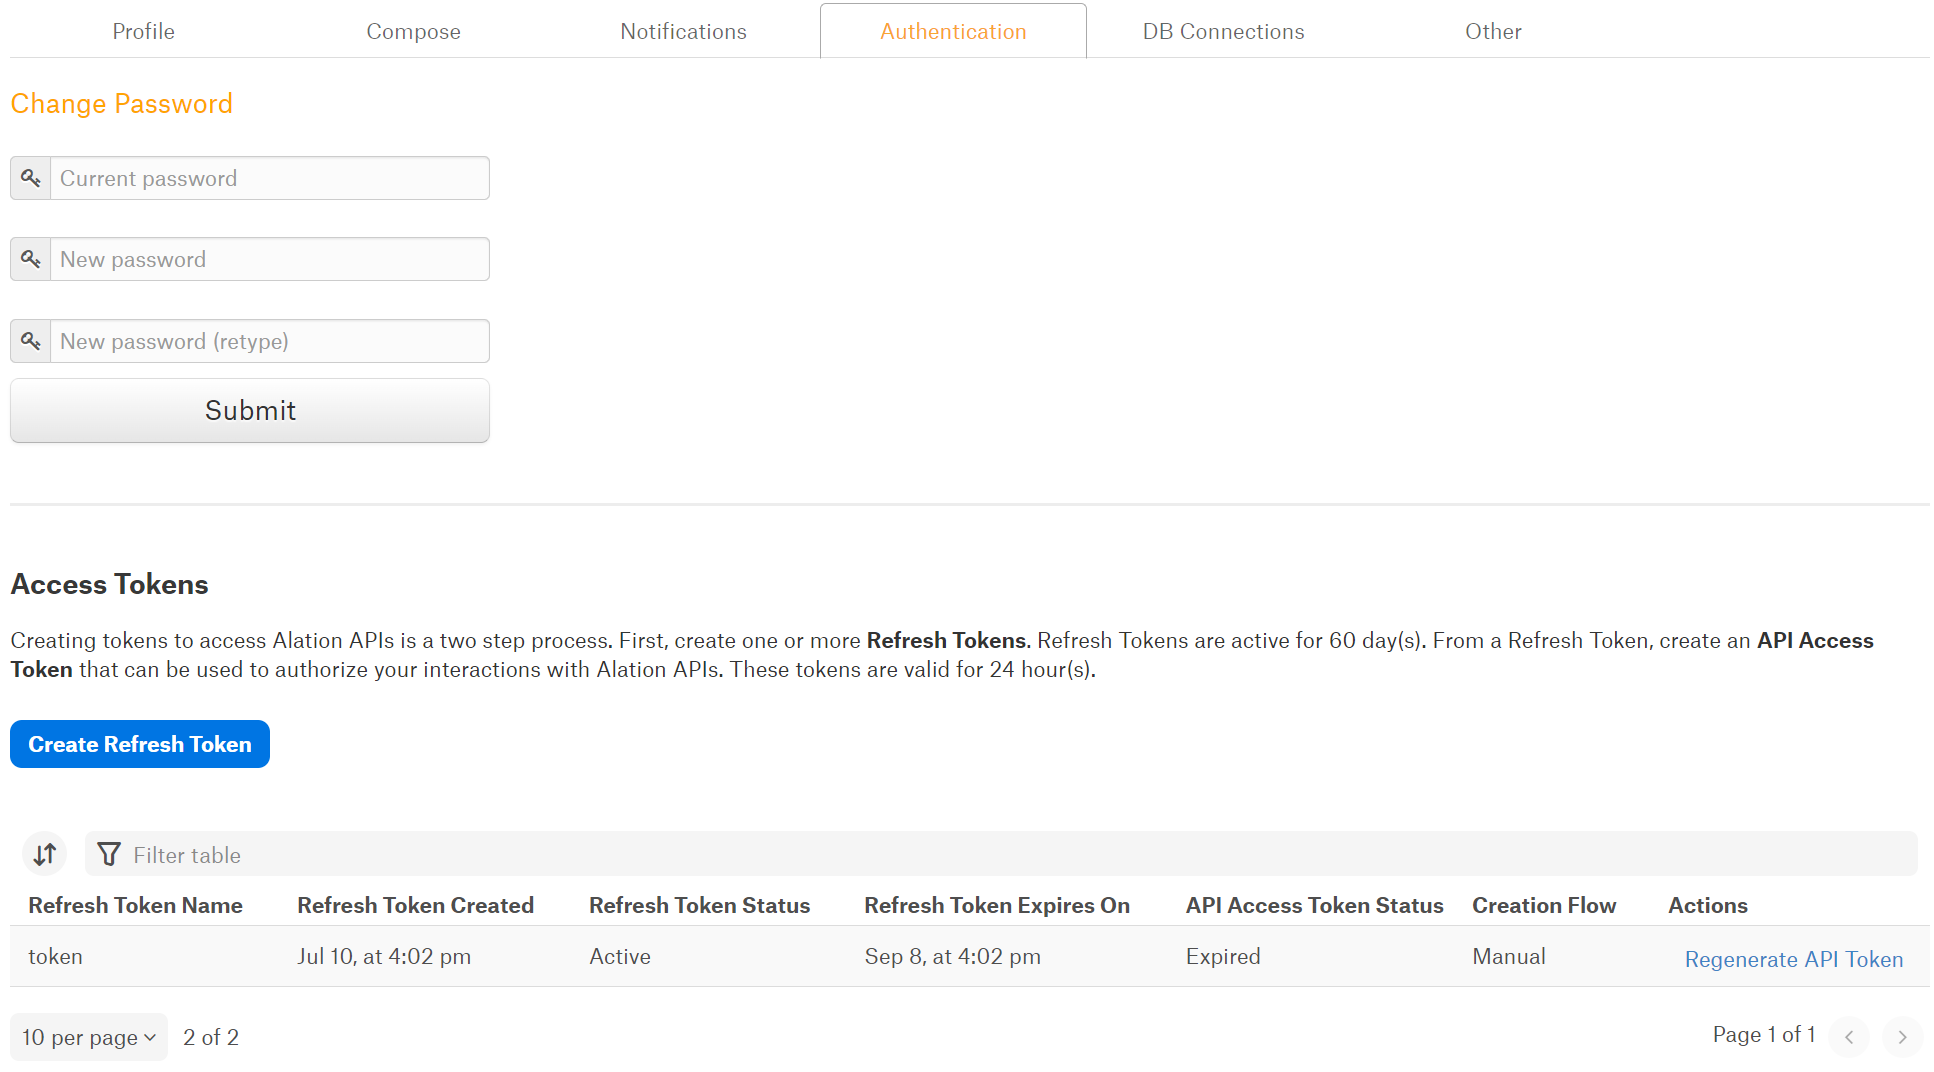 Profile
Compose
Notifications
Authentication
DB Connections
Other
Change Password
Current password
New password
New password (retype)
Submit
Access Tokens
Creating tokens to access Alation APIs is a two step process. First, create one or more Refresh Tokens. Refresh Tokens are active for 60 day(s). From a Refresh Token, create an API Access
Token that can be used to authorize your interactions with Alation APIs. These tokens are valid for 24 hour(s).
Create Refresh Token
Filter table
Refresh Token Name
Refresh Token Created
Refresh Token Status
Refresh Token Expires On
API Access Token Status
Creation Flow
Actions
token
Jul 10, at 4:02 pm
Active
Sep 8, at 4:02 pm
Expired
Manual
Regenerate API Token
10 per page
2 of 2
Page 1 of 1